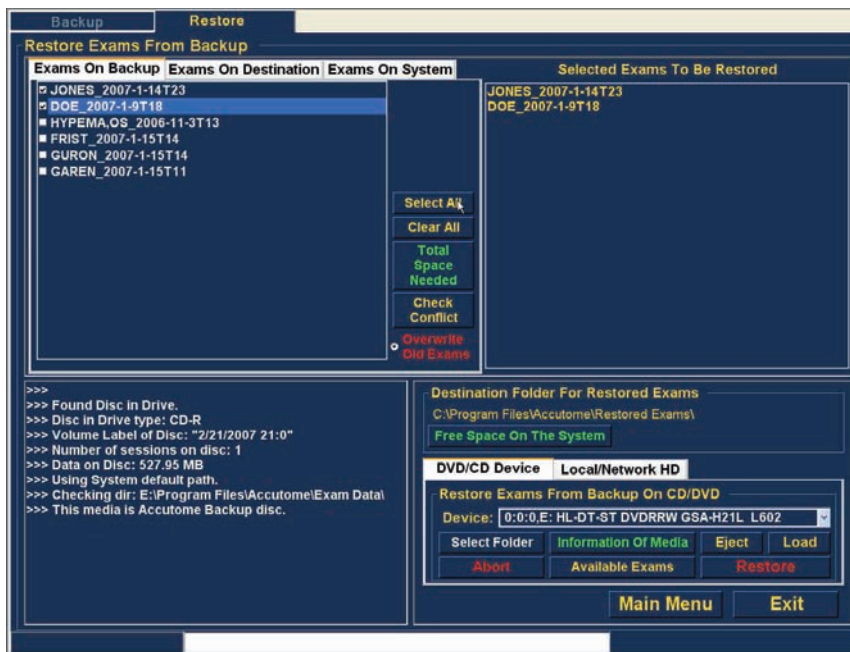 Backup Restore
Restore Exams From Backup
Exams On Backup Exams On Destination Exams On System
Selected Exams To Be Restored
JONES_2007-1-14T23
DOE_2007-1-9T18
HYPEMA,OS_2006-11-3T13
FRIST_2007-1-15T14
GURON_2007-1-15T14
GAREN_2007-1-15T11
JONES_2007-1-14T23
DOE_2007-1-9T18
Select All
Clear All
Total
Space
Needed
Check
Conflict
Overwrite
Old Exams
>>>
>>> Found Disc in Drive.
>>> Disc in Drive type: CD-R
>>> Volume Label of Disc: "2/21/2007 21:0"
>>> Number of sessions on disc: 1
>>> Data on Disc: 527.95 MB
>>> Using System default path.
>>> Checking dir: E:\Program Files\Accutome\Exam Data\
>>> This media is Accutome Backup disc.
Destination Folder For Restored Exams
C:\Program Files\Accutome\Restored Exams\
Free Space On The System
DVD/CD Device Local/Network HD
Restore Exams From Backup On CD/DVD
Device: 0:0:0,E: HL-DT-ST DVDRRW GSA-H21L L602
Select Folder Information Of Media Eject Load
Abort Available Exams Restore
Main Menu Exit